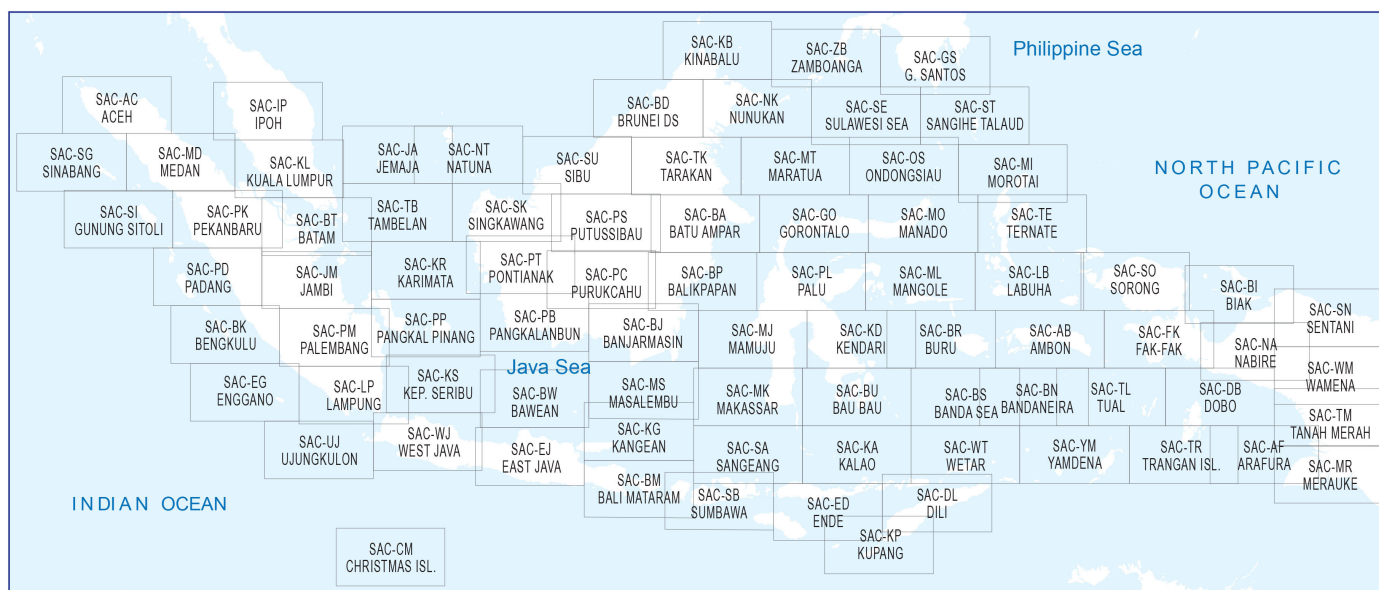 SAC-KB
KINABALU
SAC-ZB
ZAMBOANGA
SAC-GS
G. SANTOS
Philippine Sea
SAC-AC
ACEH
SAC-IP
IPOH
SAC-BD
BRUNEI DS
SAC-NK
NUNUKAN
SAC-SE
SULAWESI SEA
SAC-ST
SANGIHE TALAUD
SAC-SG
SINABANG
SAC-MD
MEDAN
SAC-KL
KUALA LUMPUR
SAC-JA
JEMAJA
SAC-NT
NATUNA
SAC-SU
SIBU
SAC-TK
TARAKAN
SAC-MT
MARATUA
SAC-OS
ONDONGSIAU
SAC-MI
MOROTAI
NORTH PACIFIC
OCEAN
SAC-SI
GUNUNG SITOLI
SAC-PK
PEKANBARU
SAC-BT
BATAM
SAC-TB
TAMBELAN
SAC-SK
SINGKAWANG
SAC-PS
PUTUSSIBAU
SAC-BA
BATU AMPAR
SAC-GO
GORONTALO
SAC-MO
MANADO
SAC-TE
TERNATE
SAC-PD
PADANG
SAC-JM
JAMBI
SAC-KR
KARIMATA
SAC-PT
PONTIANAK
SAC-PC
PURUKCAHU
SAC-BP
BALIKPAPAN
SAC-PL
PALU
SAC-ML
MANGOLE
SAC-LB
LABUHA
SAC-SO
SORONG
SAC-BI
BIAK
SAC-SN
SENTANI
SAC-BK
BENGKULU
SAC-PM
PALEMBANG
SAC-PP
PANGKAL PINANG
SAC-PB
PANGKALANBUN
SAC-BJ
BANJARMASIN
SAC-MJ
MAMUJU
SAC-KD
KENDARI
SAC-BR
BURU
SAC-AB
AMBON
SAC-FK
FAK-FAK
SAC-NA
NABIRE
SAC-WM
WAMENA
Java Sea
SAC-EG
ENGGANO
SAC-LP
LAMPUNG
SAC-KS
KEP. SERIBU
SAC-BW
BAWEAN
SAC-MS
MASALEMBU
SAC-MK
MAKASSAR
SAC-BU
BAU BAU
SAC-BS
BANDA SEA
SAC-BN
BANDANEIRA
SAC-TL
TUAL
SAC-DB
DOBO
SAC-TM
TANAH MERAH
SAC-UJ
UJUNGKULON
SAC-WJ
WEST JAVA
SAC-EJ
EAST JAVA
SAC-KG
KANGEAN
SAC-SA
SANGEANG
SAC-KA
KALAO
SAC-WT
WETAR
SAC-YM
YAMDENA
SAC-TR
TRANGAN ISL.
SAC-AF
ARAFURA
SAC-MR
MERAUKE
INDIAN OCEAN
SAC-BM
BALI MATARAM
SAC-SB
SUMBAWA
SAC-ED
ENDE
SAC-DL
DILI
SAC-KP
KUPANG
SAC-CM
CHRISTMAS ISL.